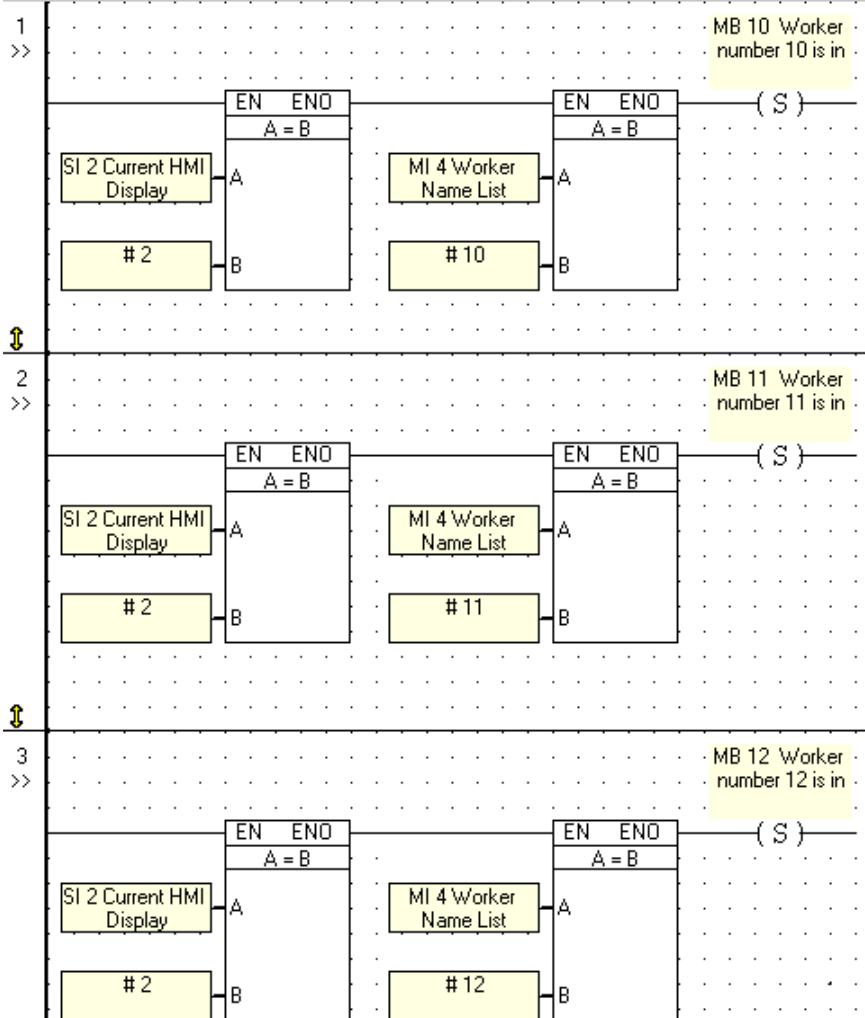 1
>>
MB 10 Worker
number 10 is in
EN ENO
A = B
EN ENO
A = B
( S )
SI 2 Current HMI
Display
A
MI 4 Worker
Name List
A
# 2
B
# 10
B
2
>>
MB 11 Worker
number 11 is in
EN ENO
A = B
EN ENO
A = B
( S )
SI 2 Current HMI
Display
A
MI 4 Worker
Name List
A
# 2
B
# 11
B
3
>>
MB 12 Worker
number 12 is in
EN ENO
A = B
EN ENO
A = B
( S )
SI 2 Current HMI
Display
A
MI 4 Worker
Name List
A
# 2
B
# 12
B